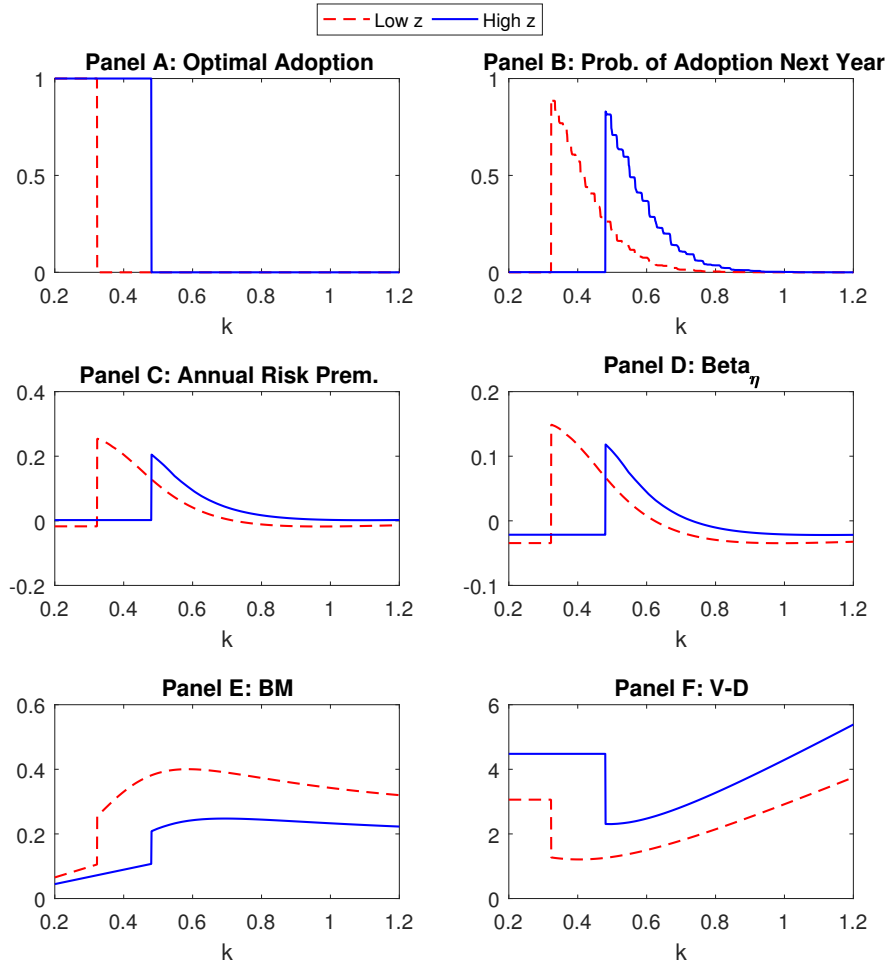 Low z High z
Panel A: Optimal Adoption
1
0.5
0
0.2 0.4 0.6 0.8 1 1.2
k
Panel B: Prob. of Adoption Next Year
1
0.5
0
0.2 0.4 0.6 0.8 1 1.2
k
Panel C: Annual Risk Prem.
0.4
0.2
0
-0.2
0.2 0.4 0.6 0.8 1 1.2
k
Panel D: Beta_η
0.2
0.1
0
-0.1
0.2 0.4 0.6 0.8 1 1.2
k
Panel E: BM
0.6
0.4
0.2
0
0.2 0.4 0.6 0.8 1 1.2
k
Panel F: V-D
6
4
2
0
0.2 0.4 0.6 0.8 1 1.2
k